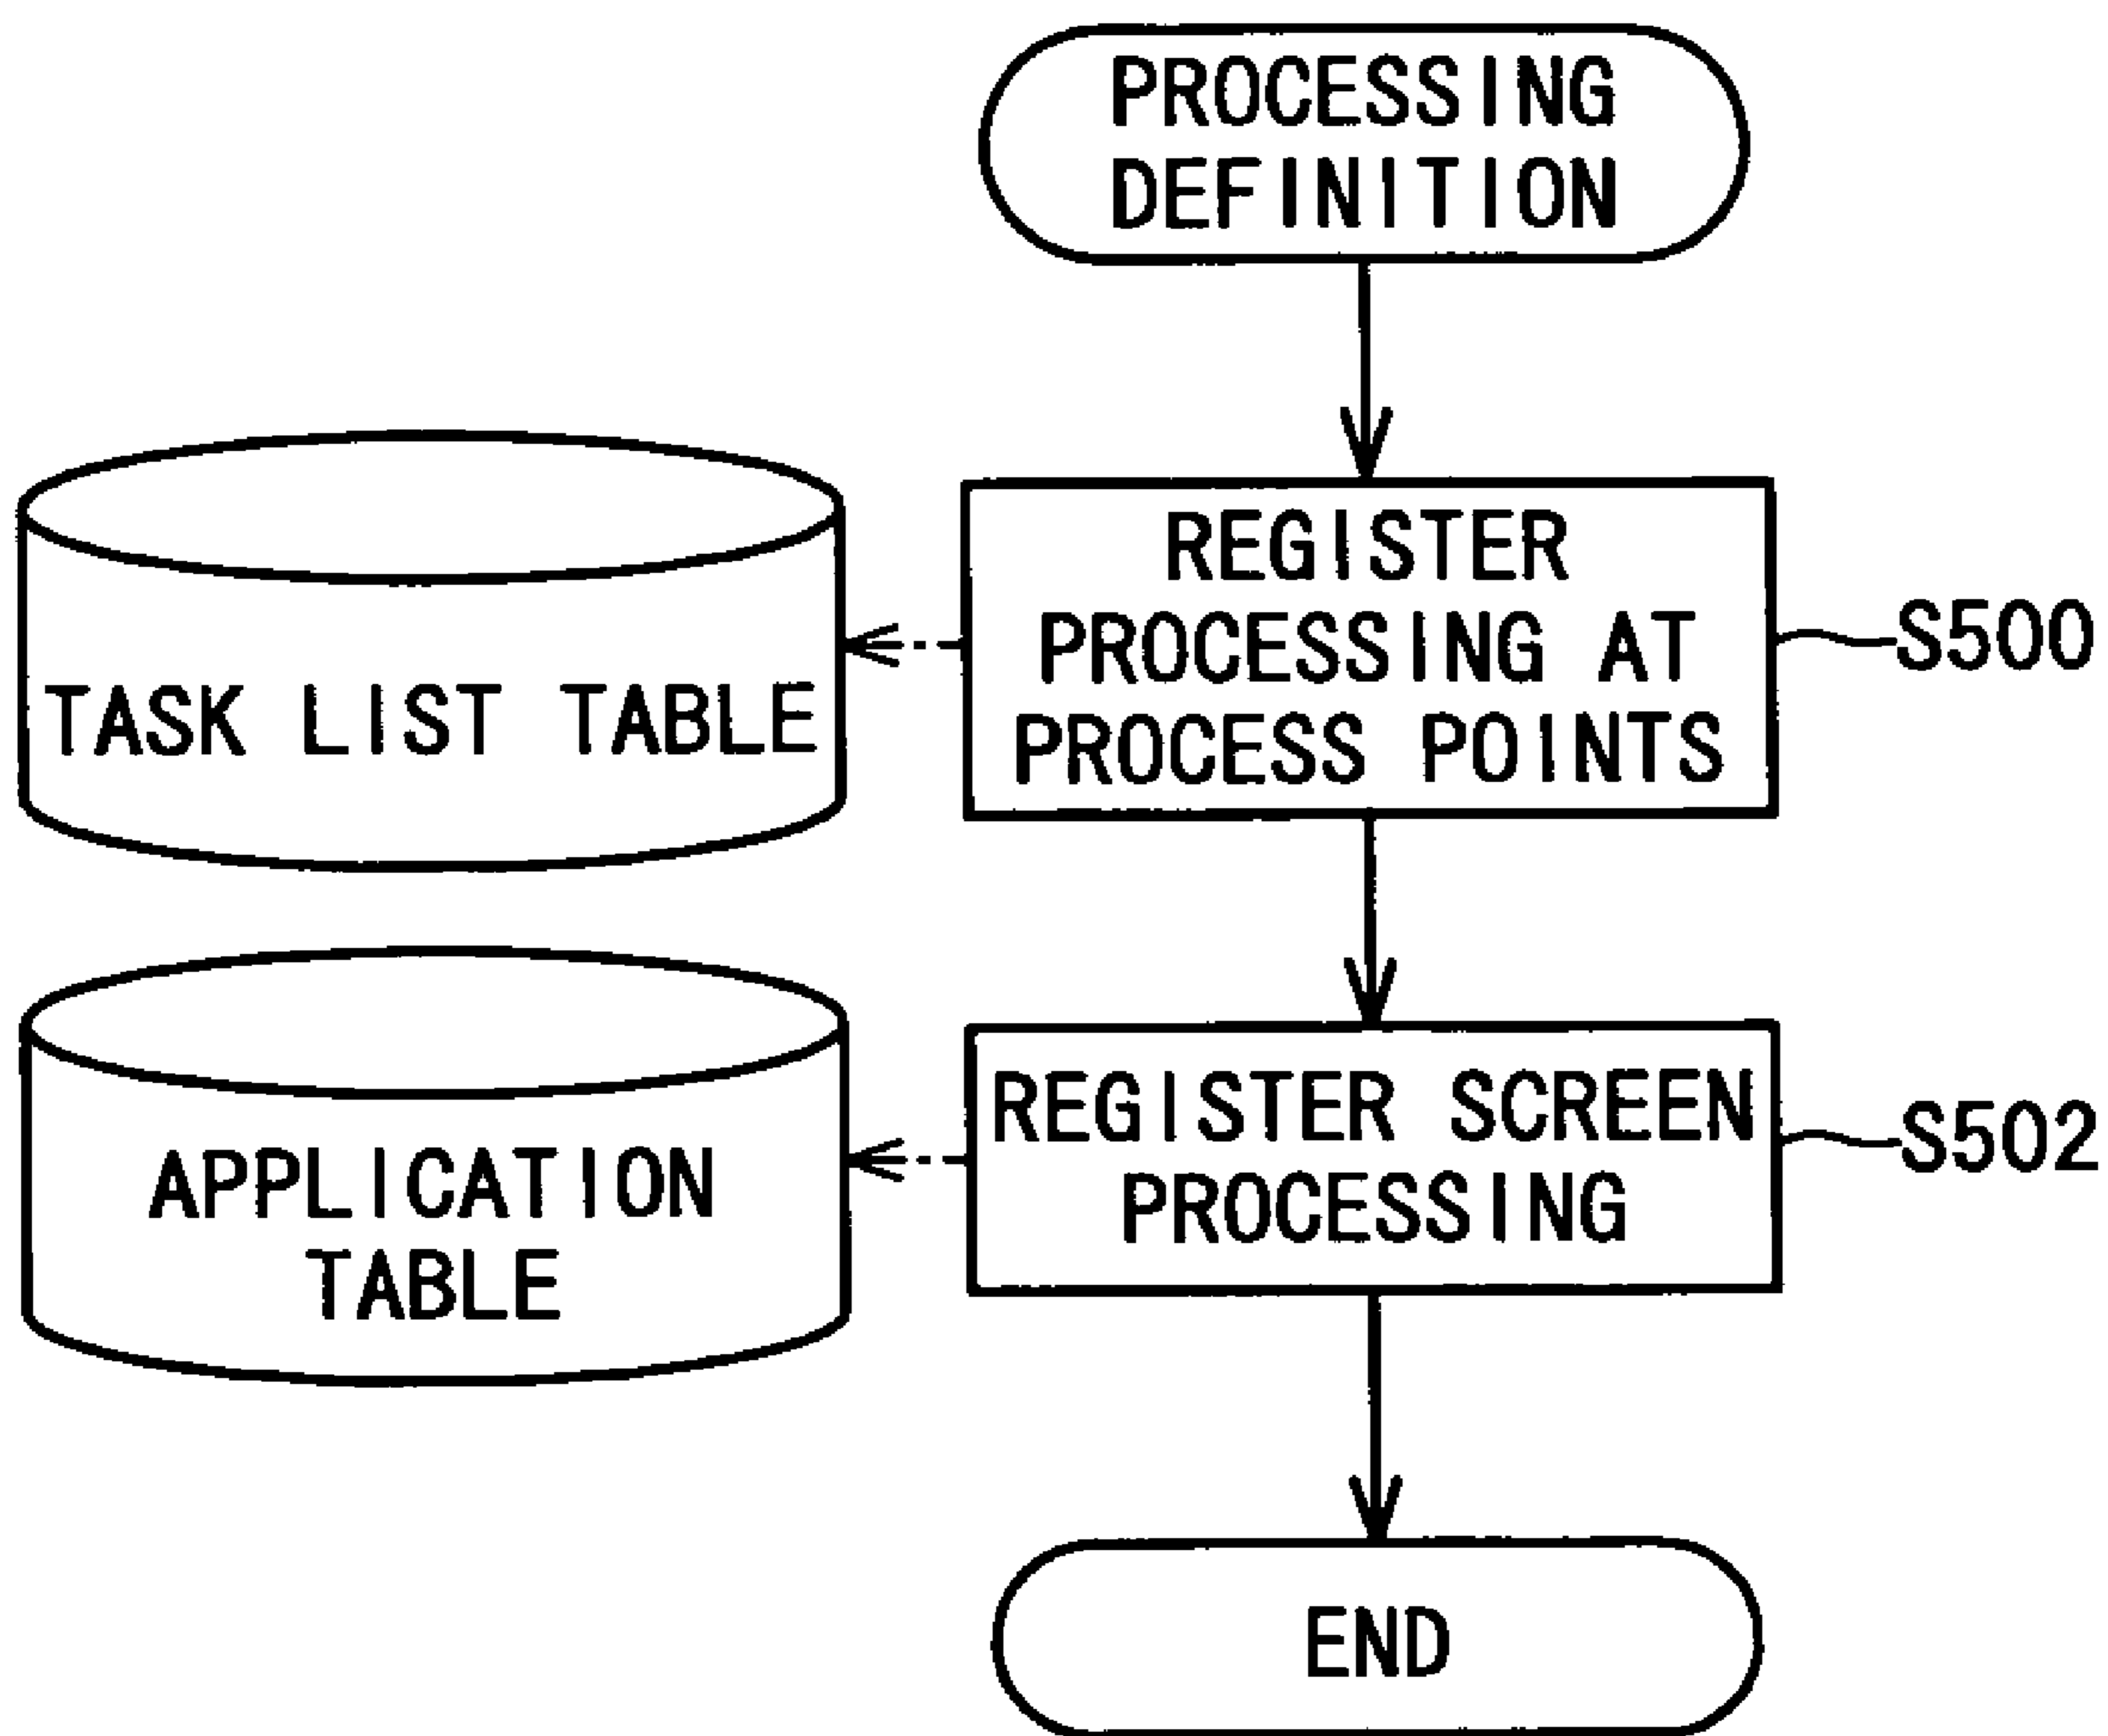 PROCESSING
DEFINITION
REGISTER
PROCESSING AT
PROCESS POINTS
S500
TASK LIST TABLE
REGISTER SCREEN
PROCESSING
S502
APPLICATION
TABLE
END